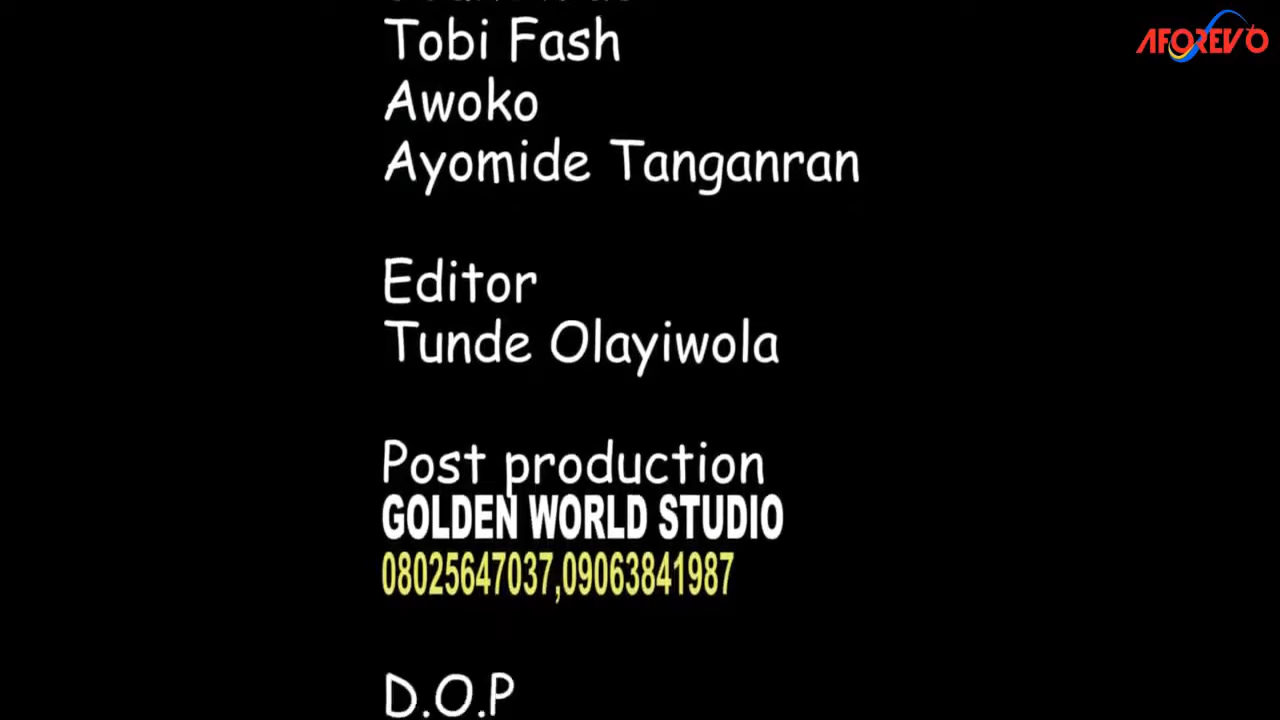 AFOREVO
Tobi Fash
Awoko
Ayomide Tanganran
Editor
Tunde Olayiwola
Post production
GOLDEN WORLD STUDIO
08025647037,09063841987
D.O.P